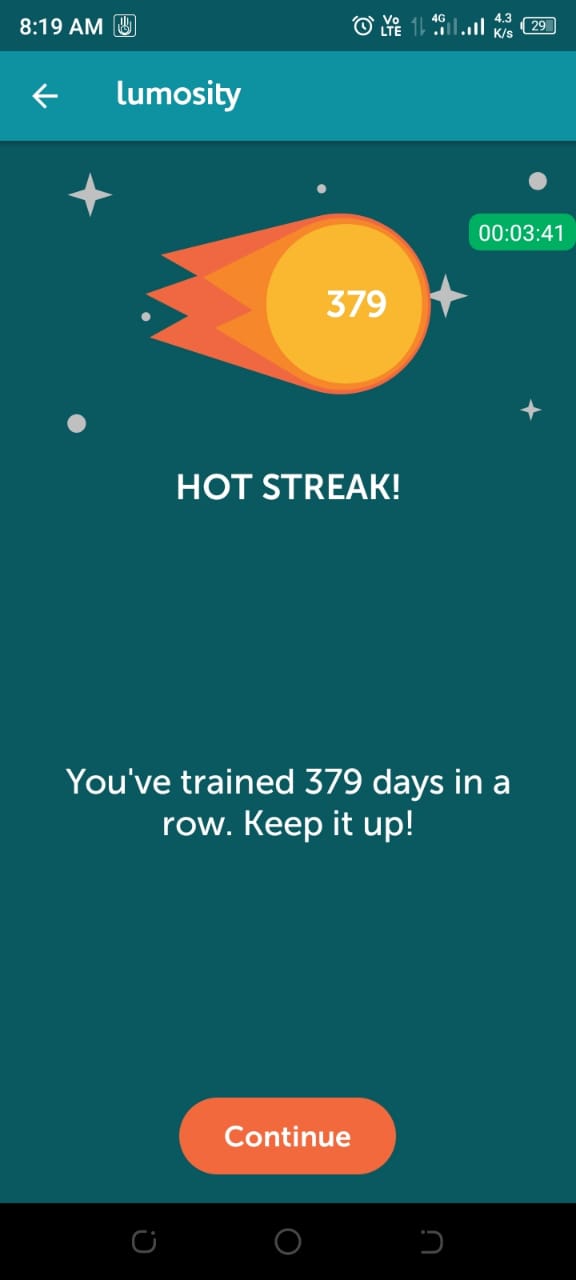 8:19 AM Vo LTE 4G 4.3 K/s 29
lumosity
00:03:41
379
HOT STREAK!
You've trained 379 days in a
row. Keep it up!
Continue